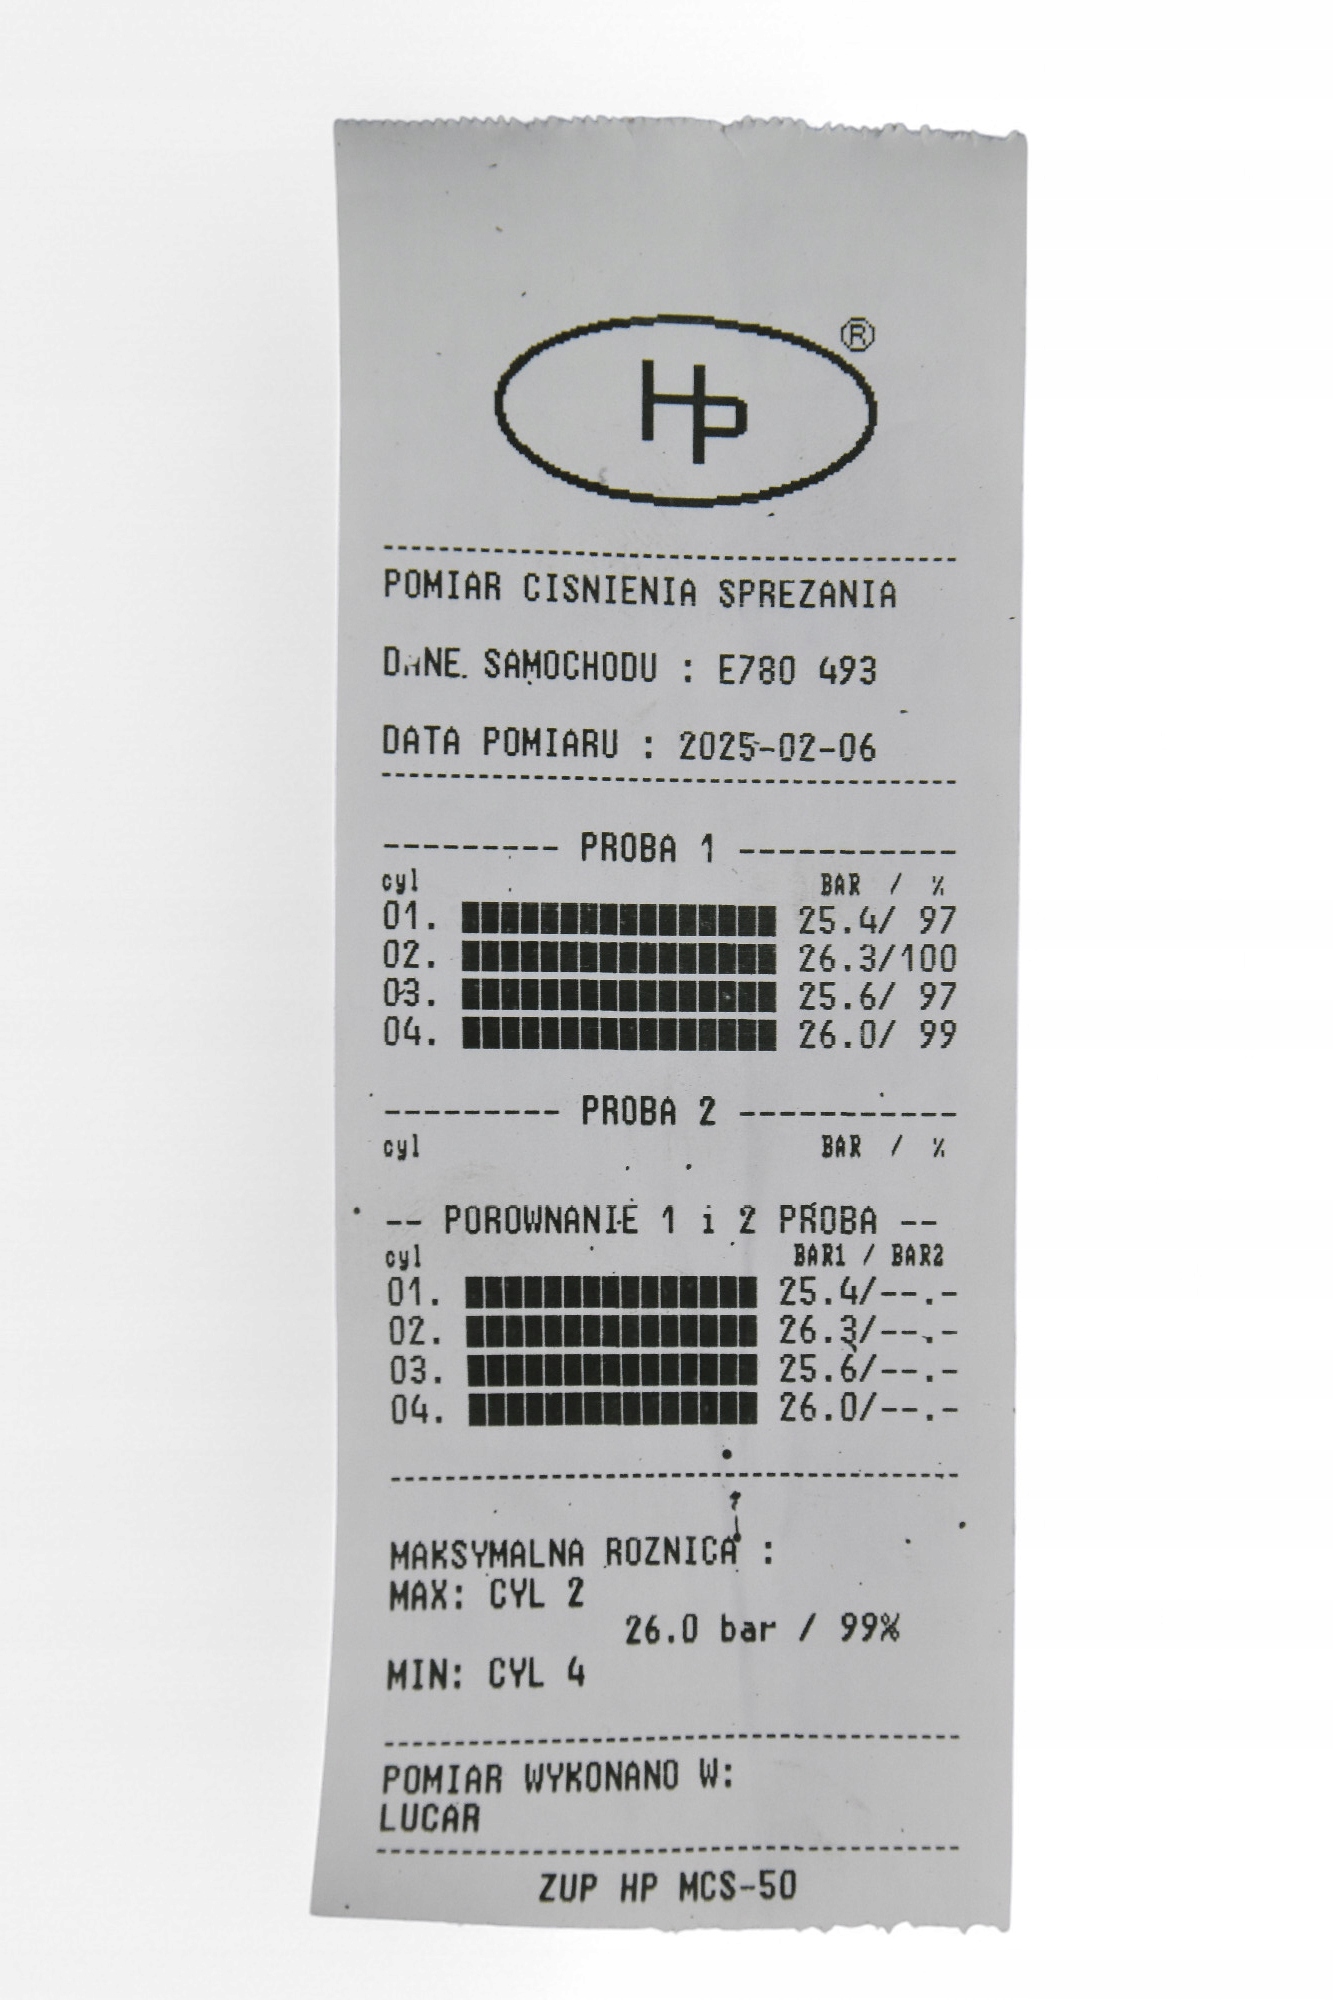 HP ®
POMIAR CISNIENIA SPREZANIA
DANE SAMOCHODU : E780 493
DATA POMIARU : 2025-02-06
--------- PROBA 1 -----------
cyl BAR / %
01. 25.4/ 97
02. 26.3/100
03. 25.6/ 97
04. 26.0/ 99
--------- PROBA 2 -----------
cyl BAR / %
-- POROWNANIE 1 i 2 PROBA --
cyl BAR1 / BAR2
01. 25.4/--.-
02. 26.3/--.-
03. 25.6/--.-
04. 26.0/--.-
MAKSYMALNA ROZNICA :
MAX: CYL 2
26.0 bar / 99%
MIN: CYL 4
POMIAR WYKONANO W:
LUCAR
ZUP HP MCS-50